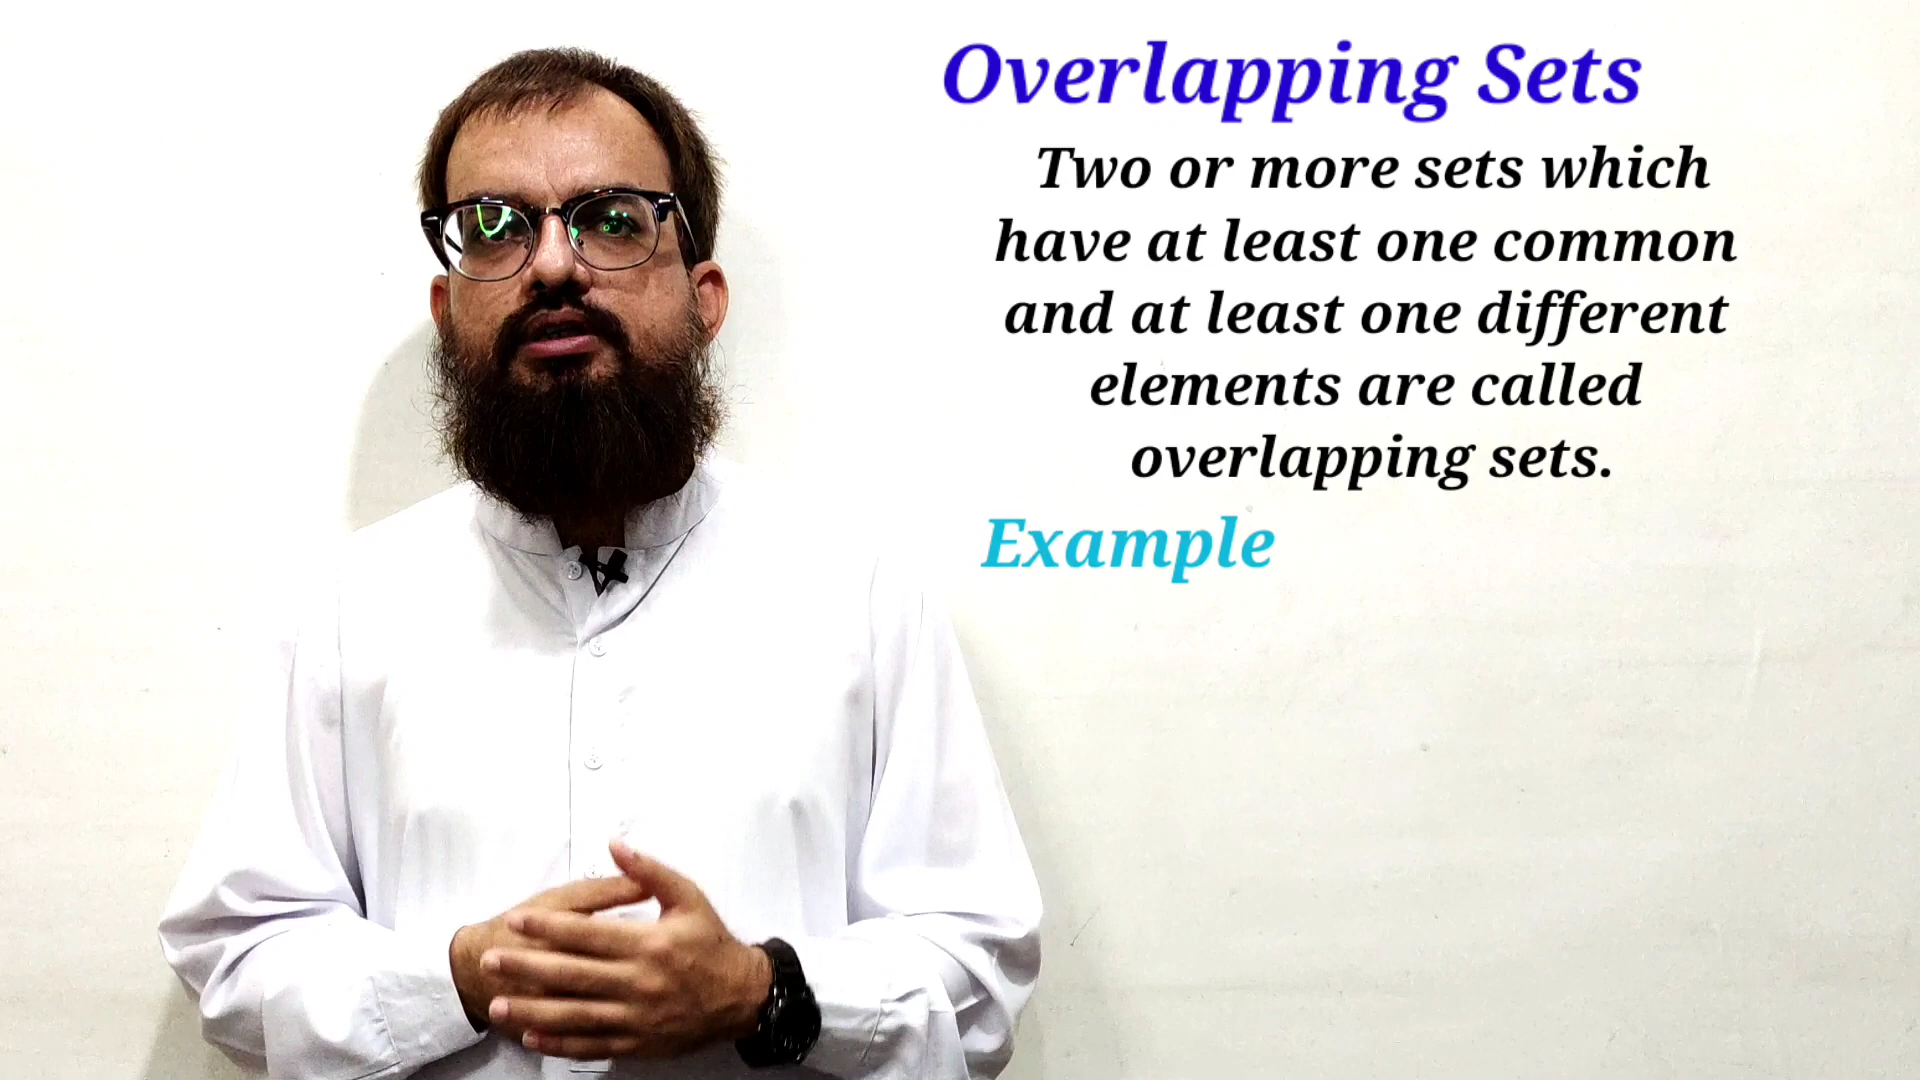 Overlapping Sets
Two or more sets which
have at least one common
and at least one different
elements are called
overlapping sets.
Example